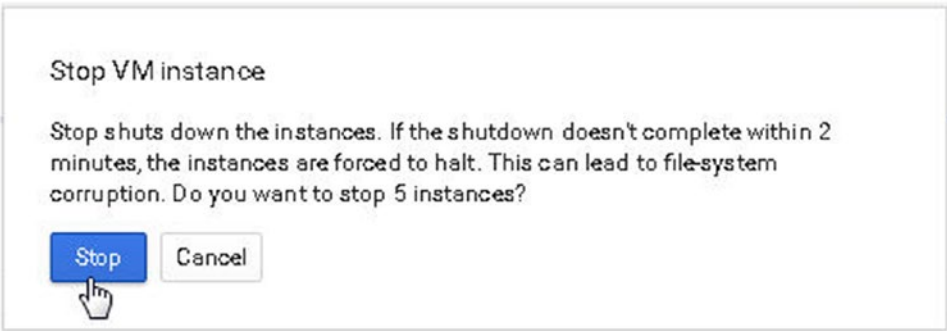 Stop VM instance
Stop shuts down the instances. If the shutdown doesn't complete within 2
minutes, the instances are forced to halt. This can lead to file-system
corruption. Do you want to stop 5 instances?
Stop Cancel